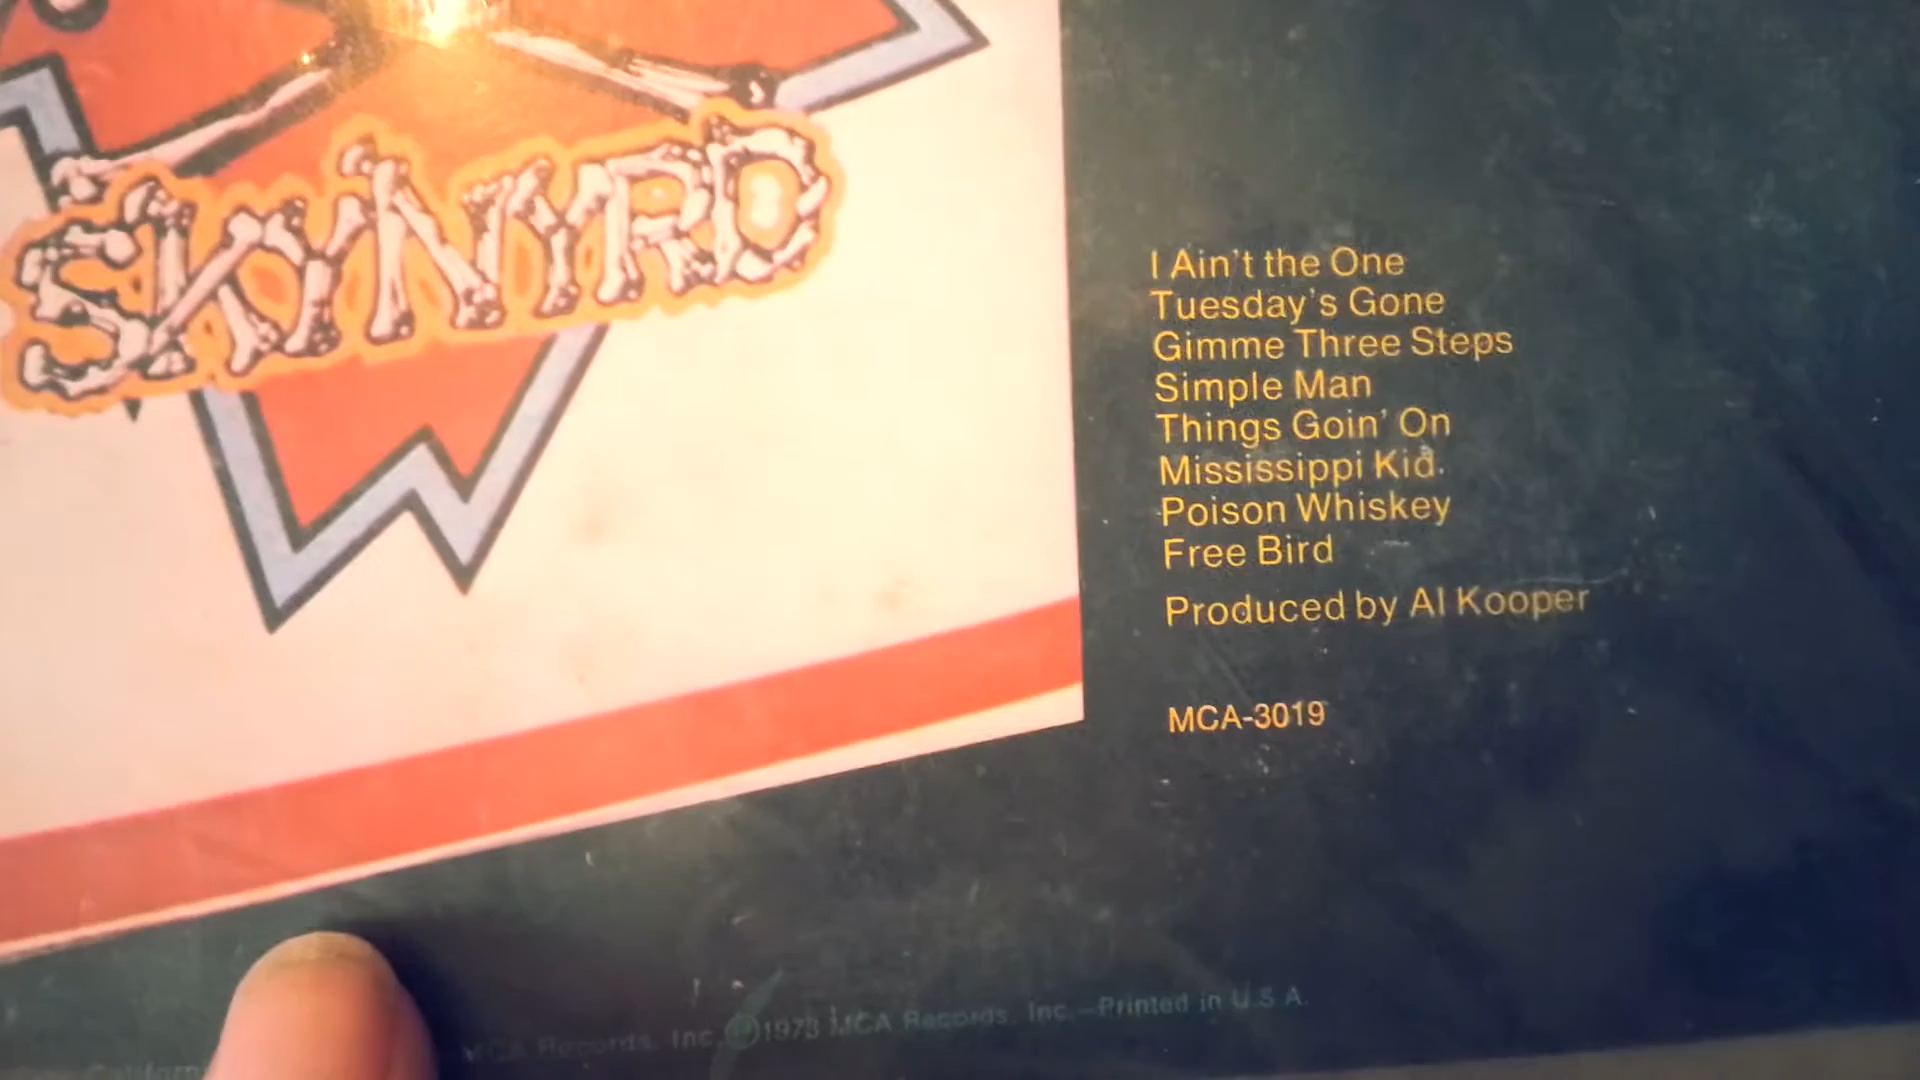 SKYNYRD
I Ain't the One
Tuesday's Gone
Gimme Three Steps
Simple Man
Things Goin' On
Mississippi Kid
Poison Whiskey
Free Bird
Produced by Al Kooper
MCA-3019
MCA Records, Inc. ℗1973 MCA Records, Inc.—Printed in U.S.A.